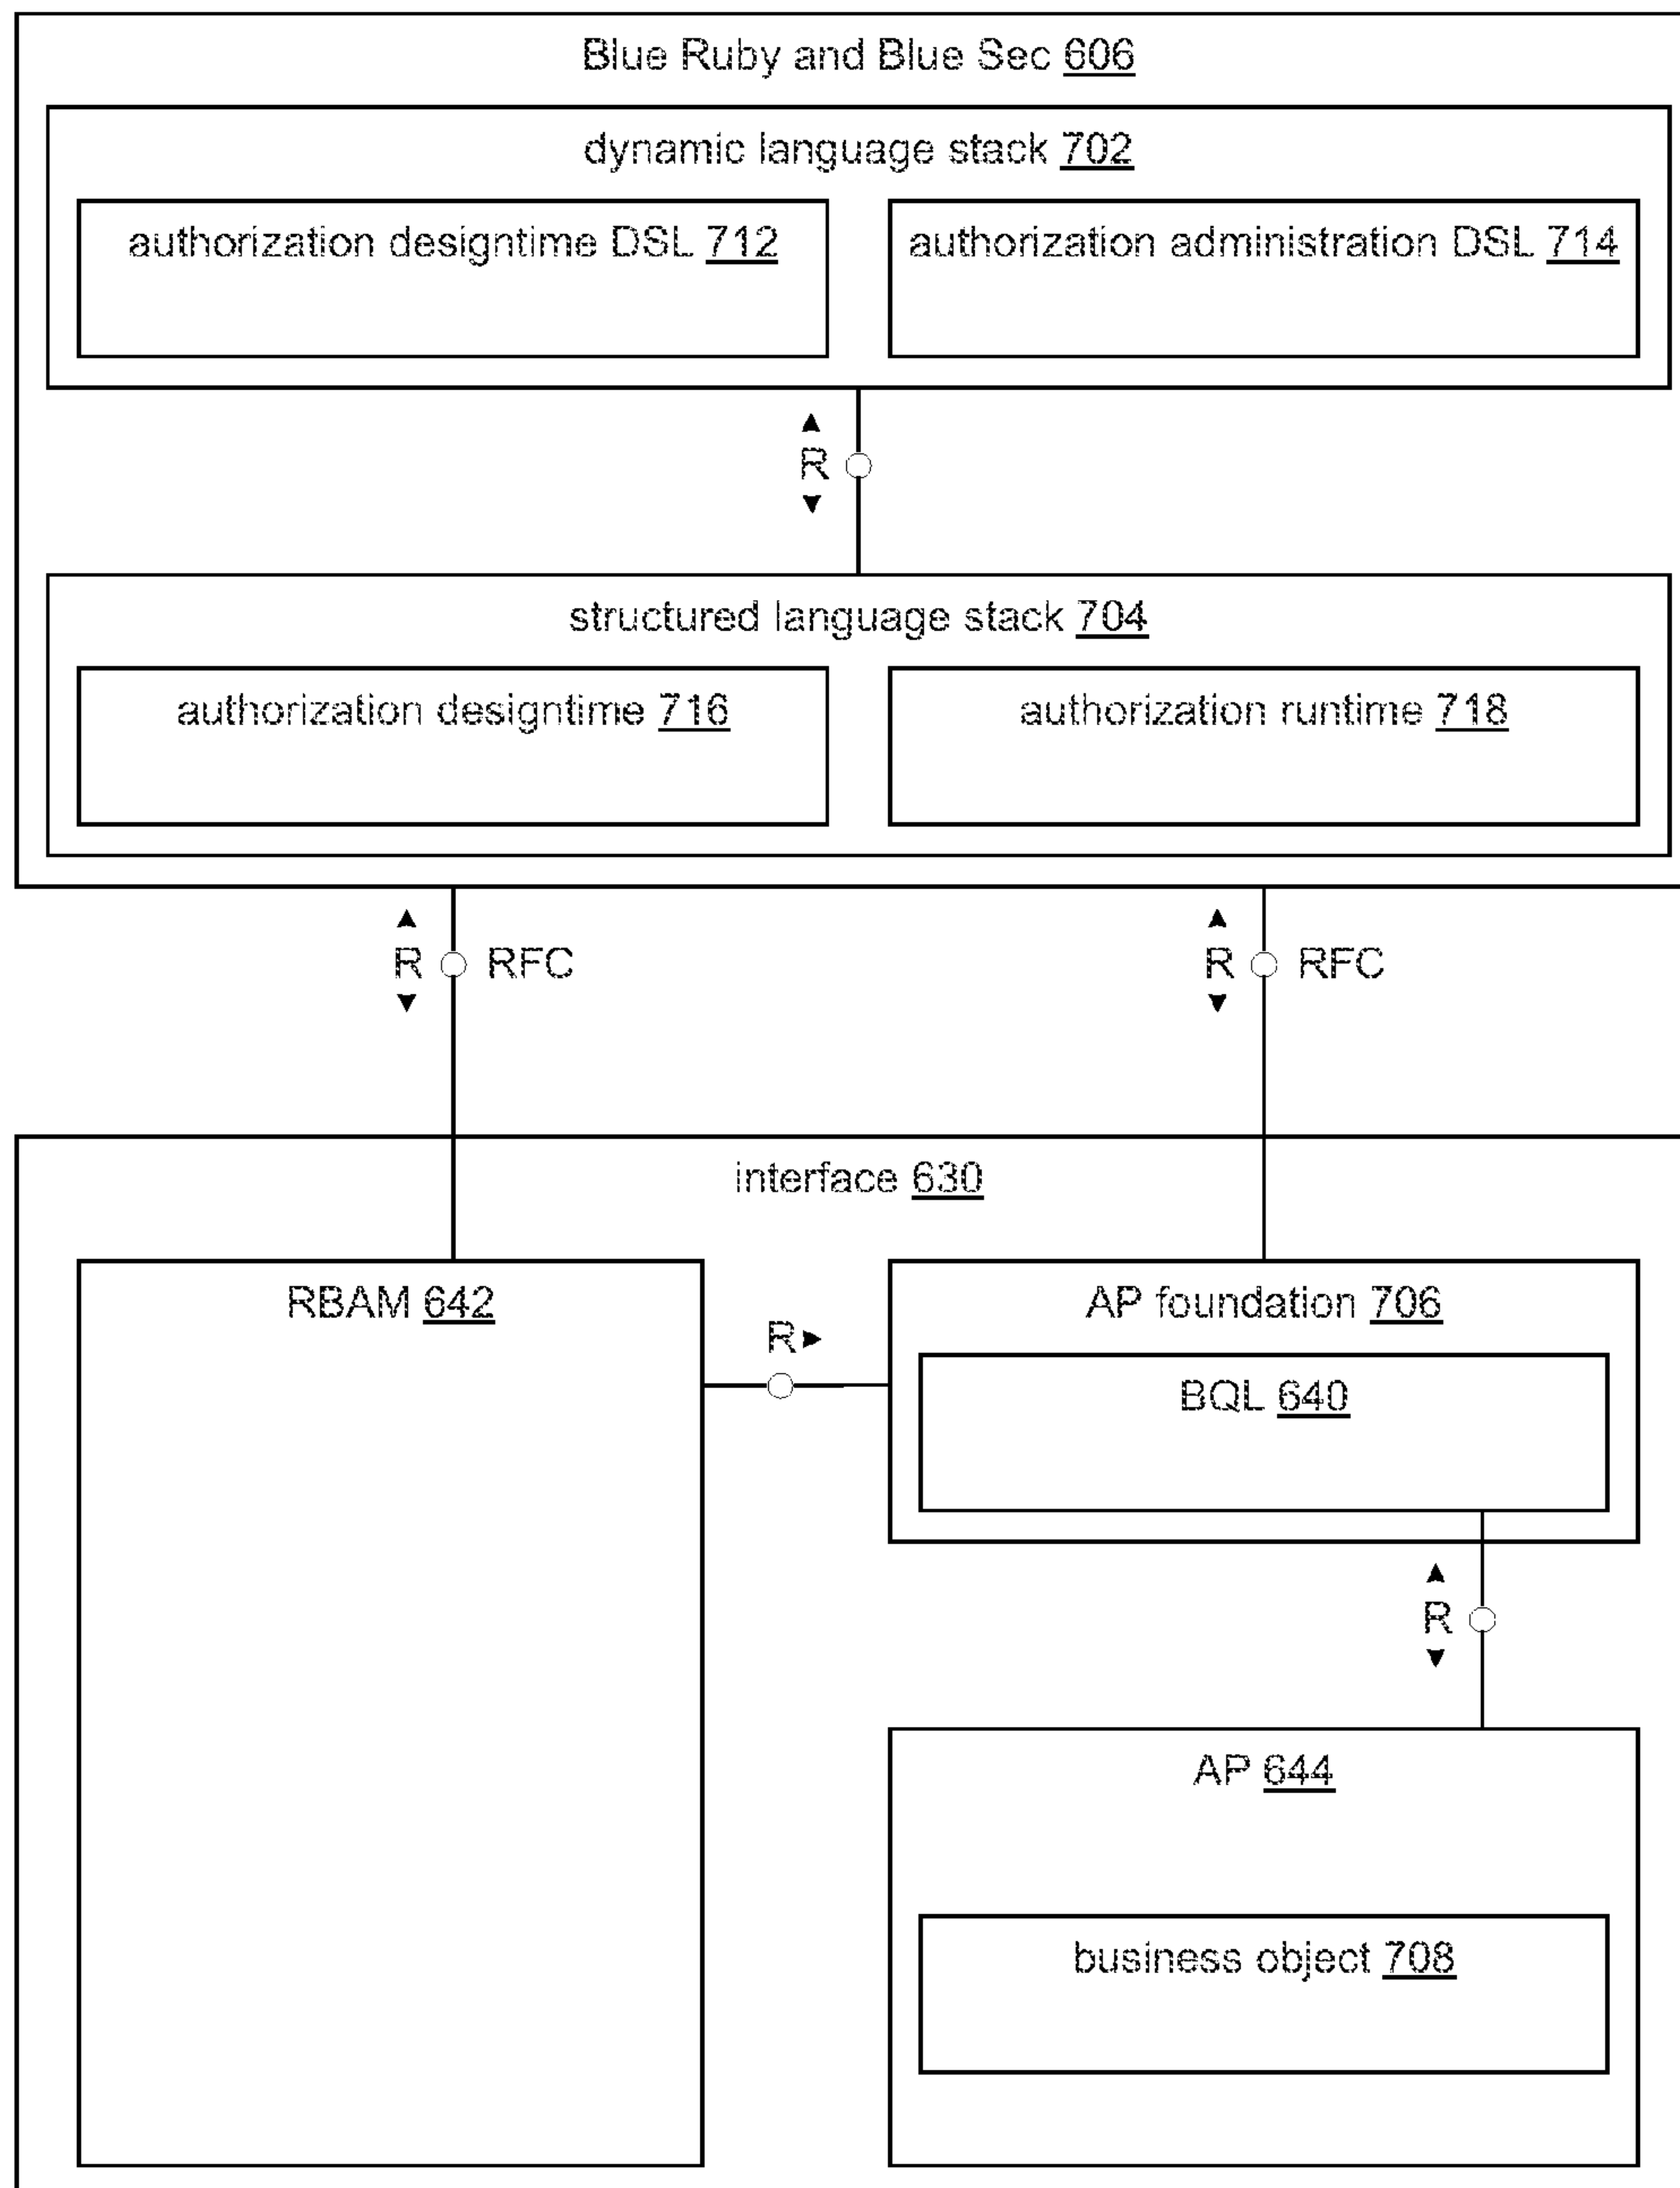 Blue Ruby and Blue Sec 606
dynamic language stack 702
authorization designtime DSL 712
authorization administration DSL 714
R
structured language stack 704
authorization designtime 716
authorization runtime 718
R RFC
R RFC
interface 630
RBAM 642
R
AP foundation 706
BQL 640
R
AP 644
business object 708